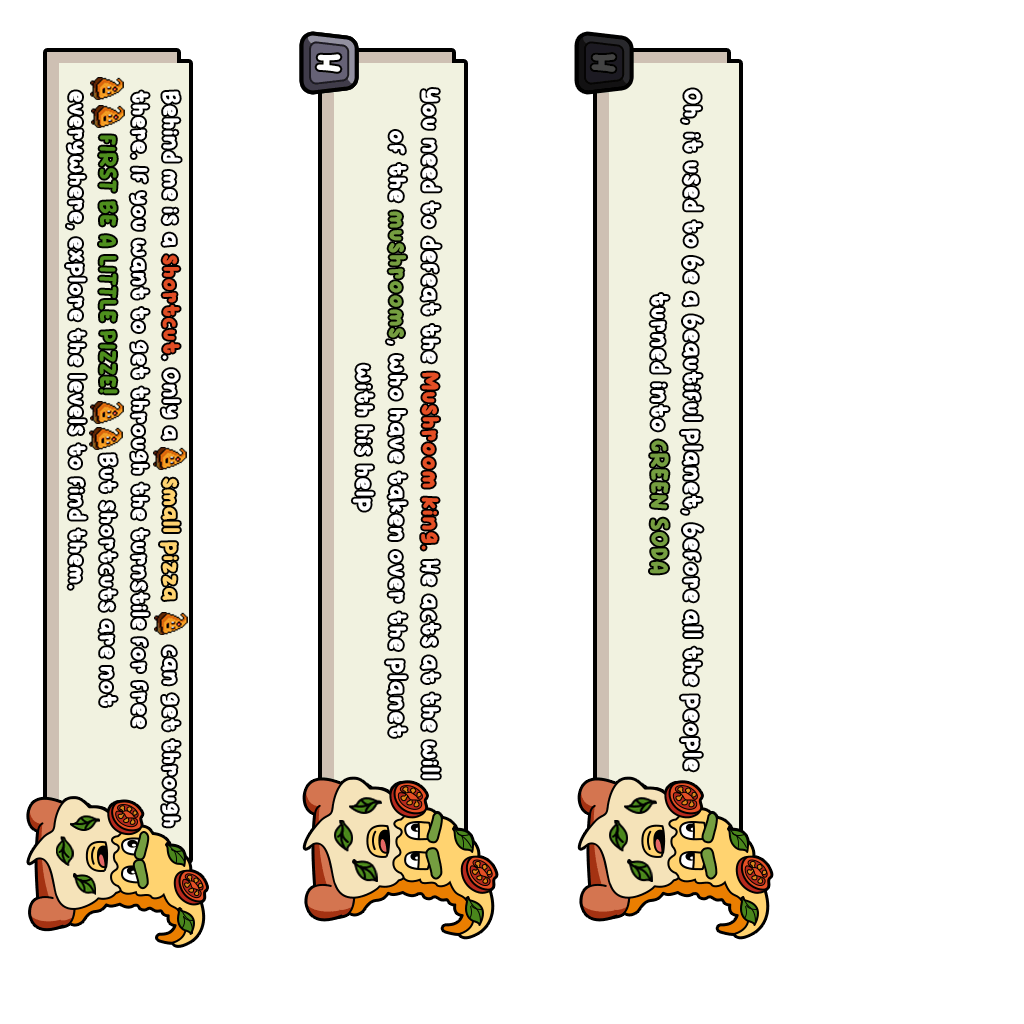 Behind me is a shortcut. Only a small pizza can get through
there. If you want to get through the turnstile for free
FIRST BE A LITTLE PIZZE! But shortcuts are not
everywhere, explore the levels to find them.
H
You need to defeat the Mushroom King. He acts at the will
of the mushrooms, who have taken over the planet
with his help
H
Oh, it used to be a beautiful planet, before all the people
turned into GREEN SODA